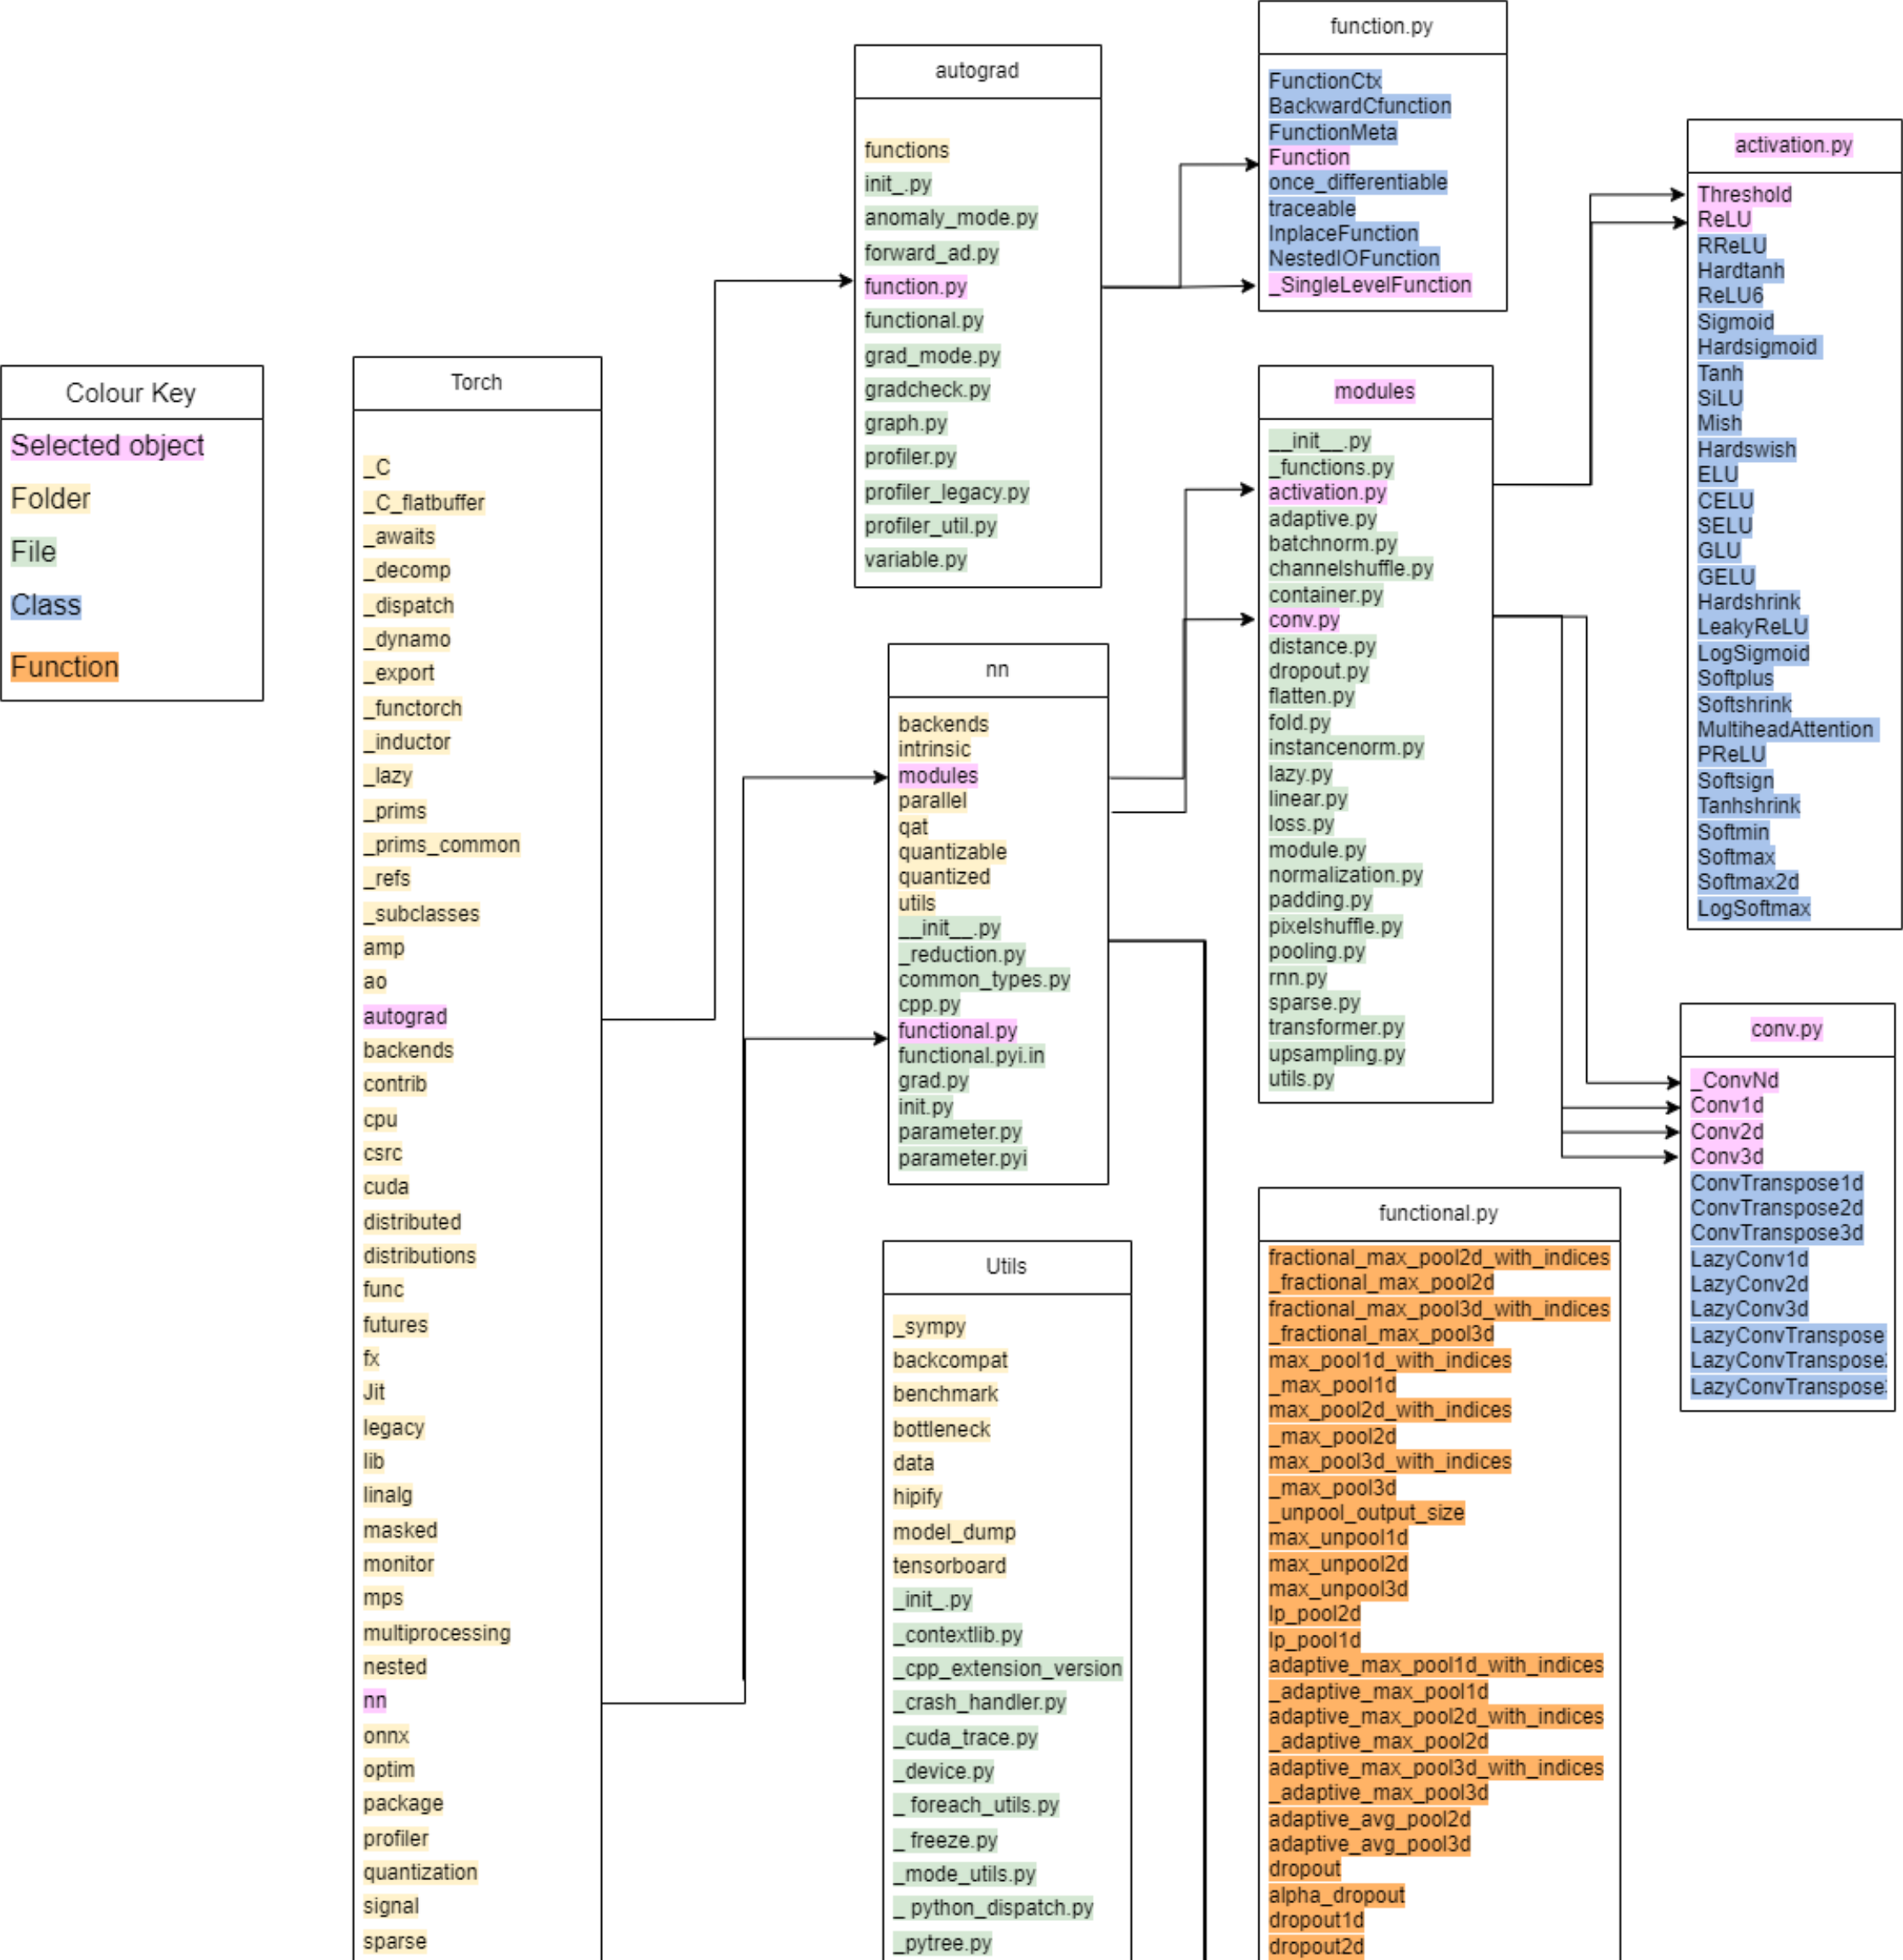 Colour Key
Selected object
Folder
File
Class
Function
Torch
_C
_C_flatbuffer
_awaits
_decomp
_dispatch
_dynamo
_export
_functorch
_inductor
_lazy
_prims
_prims_common
_refs
_subclasses
amp
ao
autograd
backends
contrib
cpu
csrc
cuda
distributed
distributions
func
futures
fx
Jit
legacy
lib
linalg
masked
monitor
mps
multiprocessing
nested
nn
onnx
optim
package
profiler
quantization
signal
sparse
autograd
functions
init_.py
anomaly_mode.py
forward_ad.py
function.py
functional.py
grad_mode.py
gradcheck.py
graph.py
profiler.py
profiler_legacy.py
profiler_util.py
variable.py
nn
backends
intrinsic
modules
parallel
qat
quantizable
quantized
utils
__init__.py
_reduction.py
common_types.py
cpp.py
functional.py
functional.pyi.in
grad.py
init.py
parameter.py
parameter.pyi
Utils
_sympy
backcompat
benchmark
bottleneck
data
hipify
model_dump
tensorboard
_init_.py
_contextlib.py
_cpp_extension_version
_crash_handler.py
_cuda_trace.py
_device.py
_ foreach_utils.py
_ freeze.py
_mode_utils.py
_ python_dispatch.py
_pytree.py
function.py
FunctionCtx
BackwardCfunction
FunctionMeta
Function
once_differentiable
traceable
InplaceFunction
NestedIOFunction
_SingleLevelFunction
modules
__init__.py
_functions.py
activation.py
adaptive.py
batchnorm.py
channelshuffle.py
container.py
conv.py
distance.py
dropout.py
flatten.py
fold.py
instancenorm.py
lazy.py
linear.py
loss.py
module.py
normalization.py
padding.py
pixelshuffle.py
pooling.py
rnn.py
sparse.py
transformer.py
upsampling.py
utils.py
functional.py
fractional_max_pool2d_with_indices
_fractional_max_pool2d
fractional_max_pool3d_with_indices
_fractional_max_pool3d
max_pool1d_with_indices
_max_pool1d
max_pool2d_with_indices
_max_pool2d
max_pool3d_with_indices
_max_pool3d
_unpool_output_size
max_unpool1d
max_unpool2d
max_unpool3d
lp_pool2d
lp_pool1d
adaptive_max_pool1d_with_indices
_adaptive_max_pool1d
adaptive_max_pool2d_with_indices
_adaptive_max_pool2d
adaptive_max_pool3d_with_indices
_adaptive_max_pool3d
adaptive_avg_pool2d
adaptive_avg_pool3d
dropout
alpha_dropout
dropout1d
dropout2d
activation.py
Threshold
ReLU
RReLU
Hardtanh
ReLU6
Sigmoid
Hardsigmoid
Tanh
SiLU
Mish
Hardswish
ELU
CELU
SELU
GLU
GELU
Hardshrink
LeakyReLU
LogSigmoid
Softplus
Softshrink
MultiheadAttention
PReLU
Softsign
Tanhshrink
Softmin
Softmax
Softmax2d
LogSoftmax
conv.py
_ConvNd
Conv1d
Conv2d
Conv3d
ConvTranspose1d
ConvTranspose2d
ConvTranspose3d
LazyConv1d
LazyConv2d
LazyConv3d
LazyConvTranspose
LazyConvTranspose
LazyConvTranspose